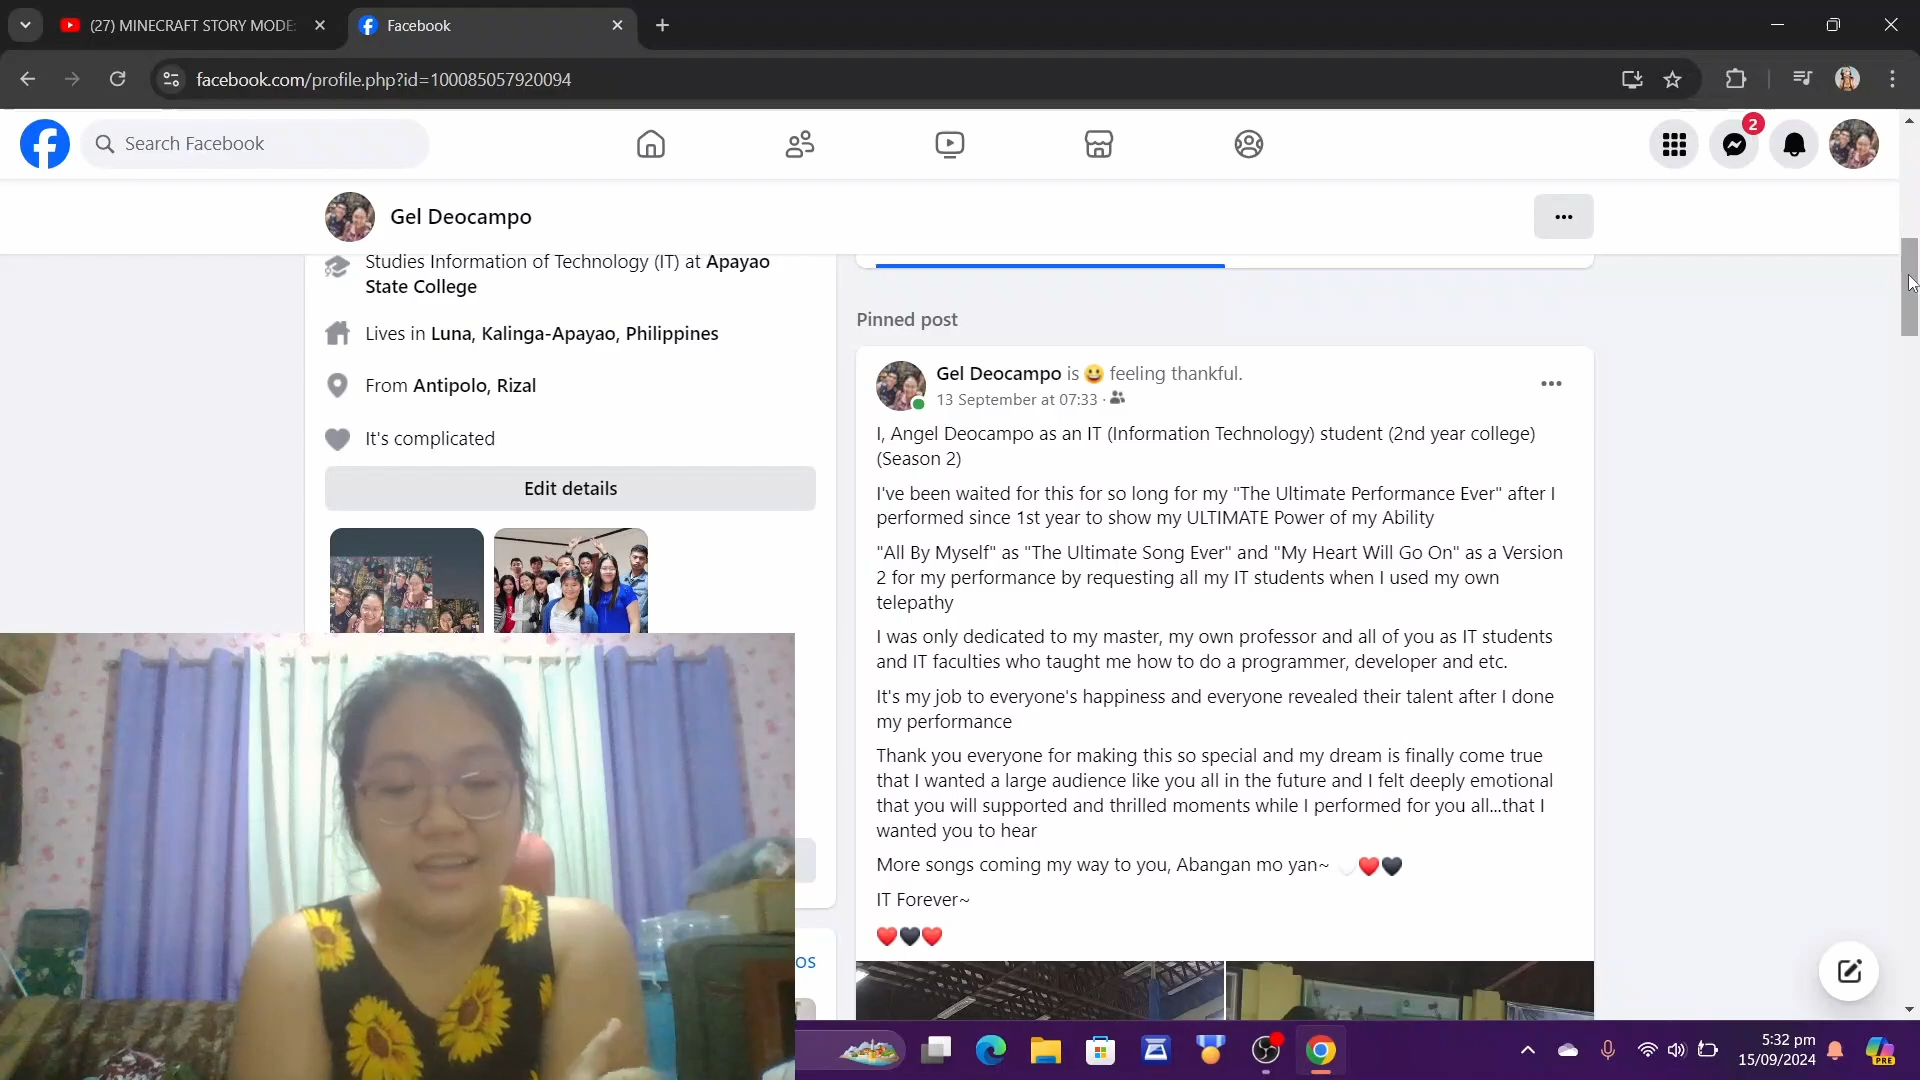 (27) MINECRAFT STORY MODE:
Facebook
facebook.com/profile.php?id=100085057920094
Search Facebook
2
Gel Deocampo
Studies Information of Technology (IT) at Apayao
State College
Lives in Luna, Kalinga-Apayao, Philippines
From Antipolo, Rizal
It's complicated
Edit details
Pinned post
Gel Deocampo is 😀 feeling thankful.
13 September at 07:33 ·
I, Angel Deocampo as an IT (Information Technology) student (2nd year college)
(Season 2)
I've been waited for this for so long for my "The Ultimate Performance Ever" after I
performed since 1st year to show my ULTIMATE Power of my Ability
"All By Myself" as "The Ultimate Song Ever" and "My Heart Will Go On" as a Version
2 for my performance by requesting all my IT students when I used my own
telepathy
I was only dedicated to my master, my own professor and all of you as IT students
and IT faculties who taught me how to do a programmer, developer and etc.
It's my job to everyone's happiness and everyone revealed their talent after I done
my performance
Thank you everyone for making this so special and my dream is finally come true
that I wanted a large audience like you all in the future and I felt deeply emotional
that you will supported and thrilled moments while I performed for you all...that I
wanted you to hear
More songs coming my way to you, Abangan mo yan~ 🤍❤️🖤
IT Forever~
❤️🖤❤️
os
5:32 pm
15/09/2024
PRE